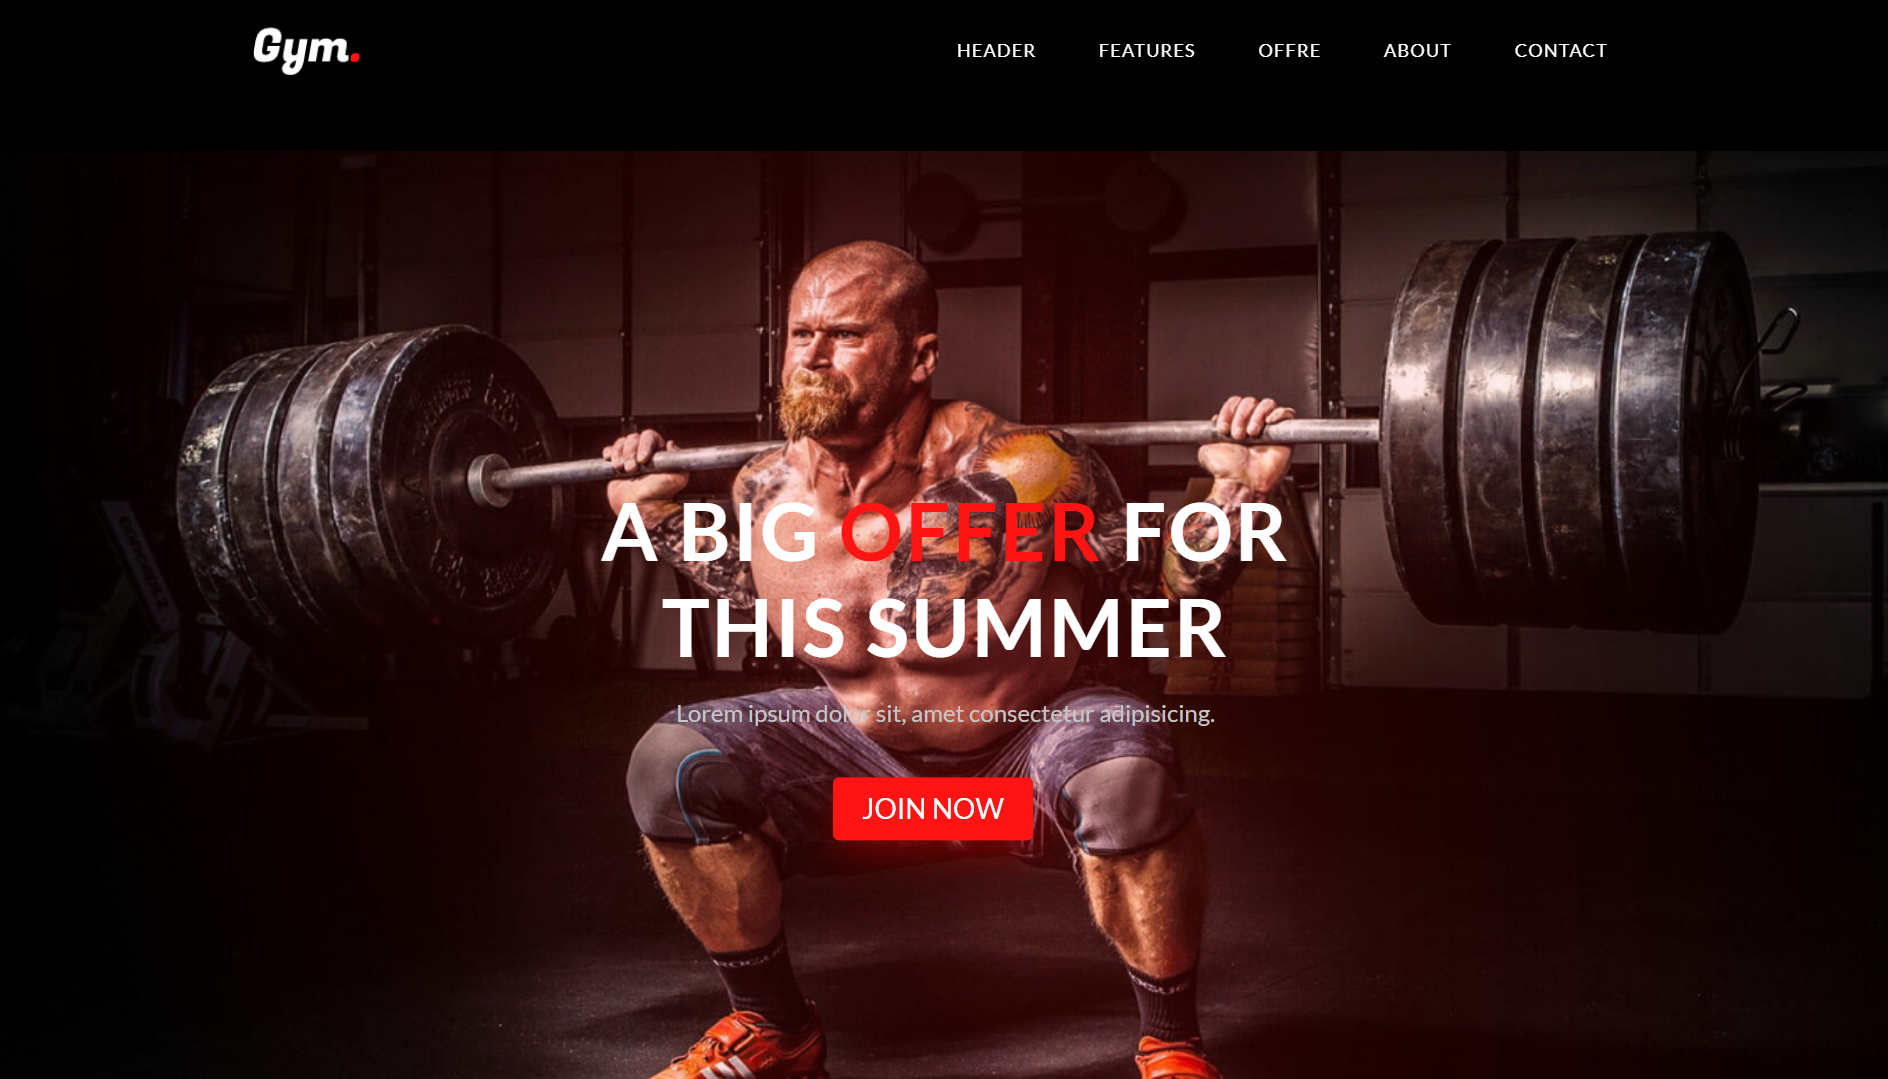 Gym.
HEADER FEATURES OFFRE ABOUT CONTACT
A BIG OFFER FOR
THIS SUMMER
Lorem ipsum dolor sit, amet consectetur adipisicing.
JOIN NOW